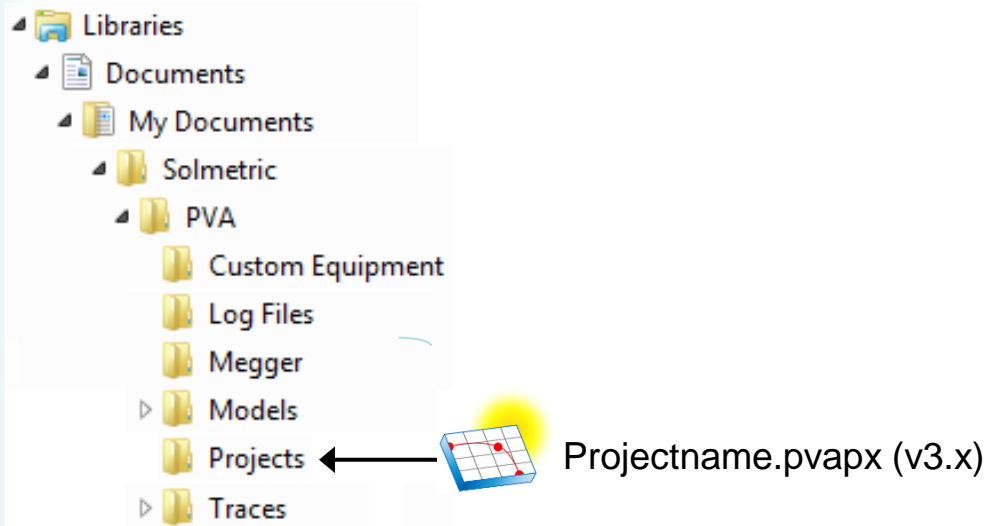 Libraries
Documents
My Documents
Solmetric
PVA
Custom Equipment
Log Files
Megger
Models
Projects
Projectname.pvapx (v3.x)
Traces